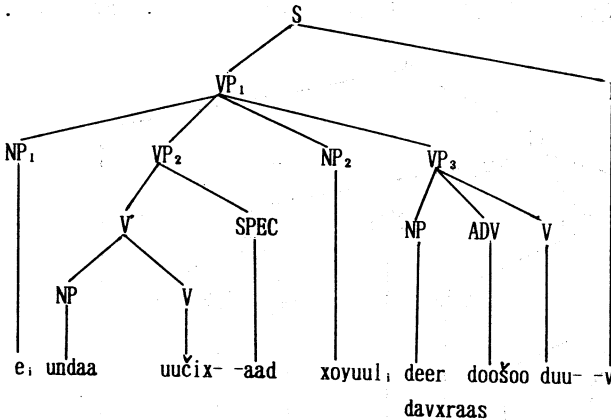 S
VP₁
NP₁ VP₂ NP₂ VP₃
V' SPEC NP ADV V
NP V
eᵢ undaa uučix- -aad xoyuulᵢ deer doošoo duu- -v
davxraas